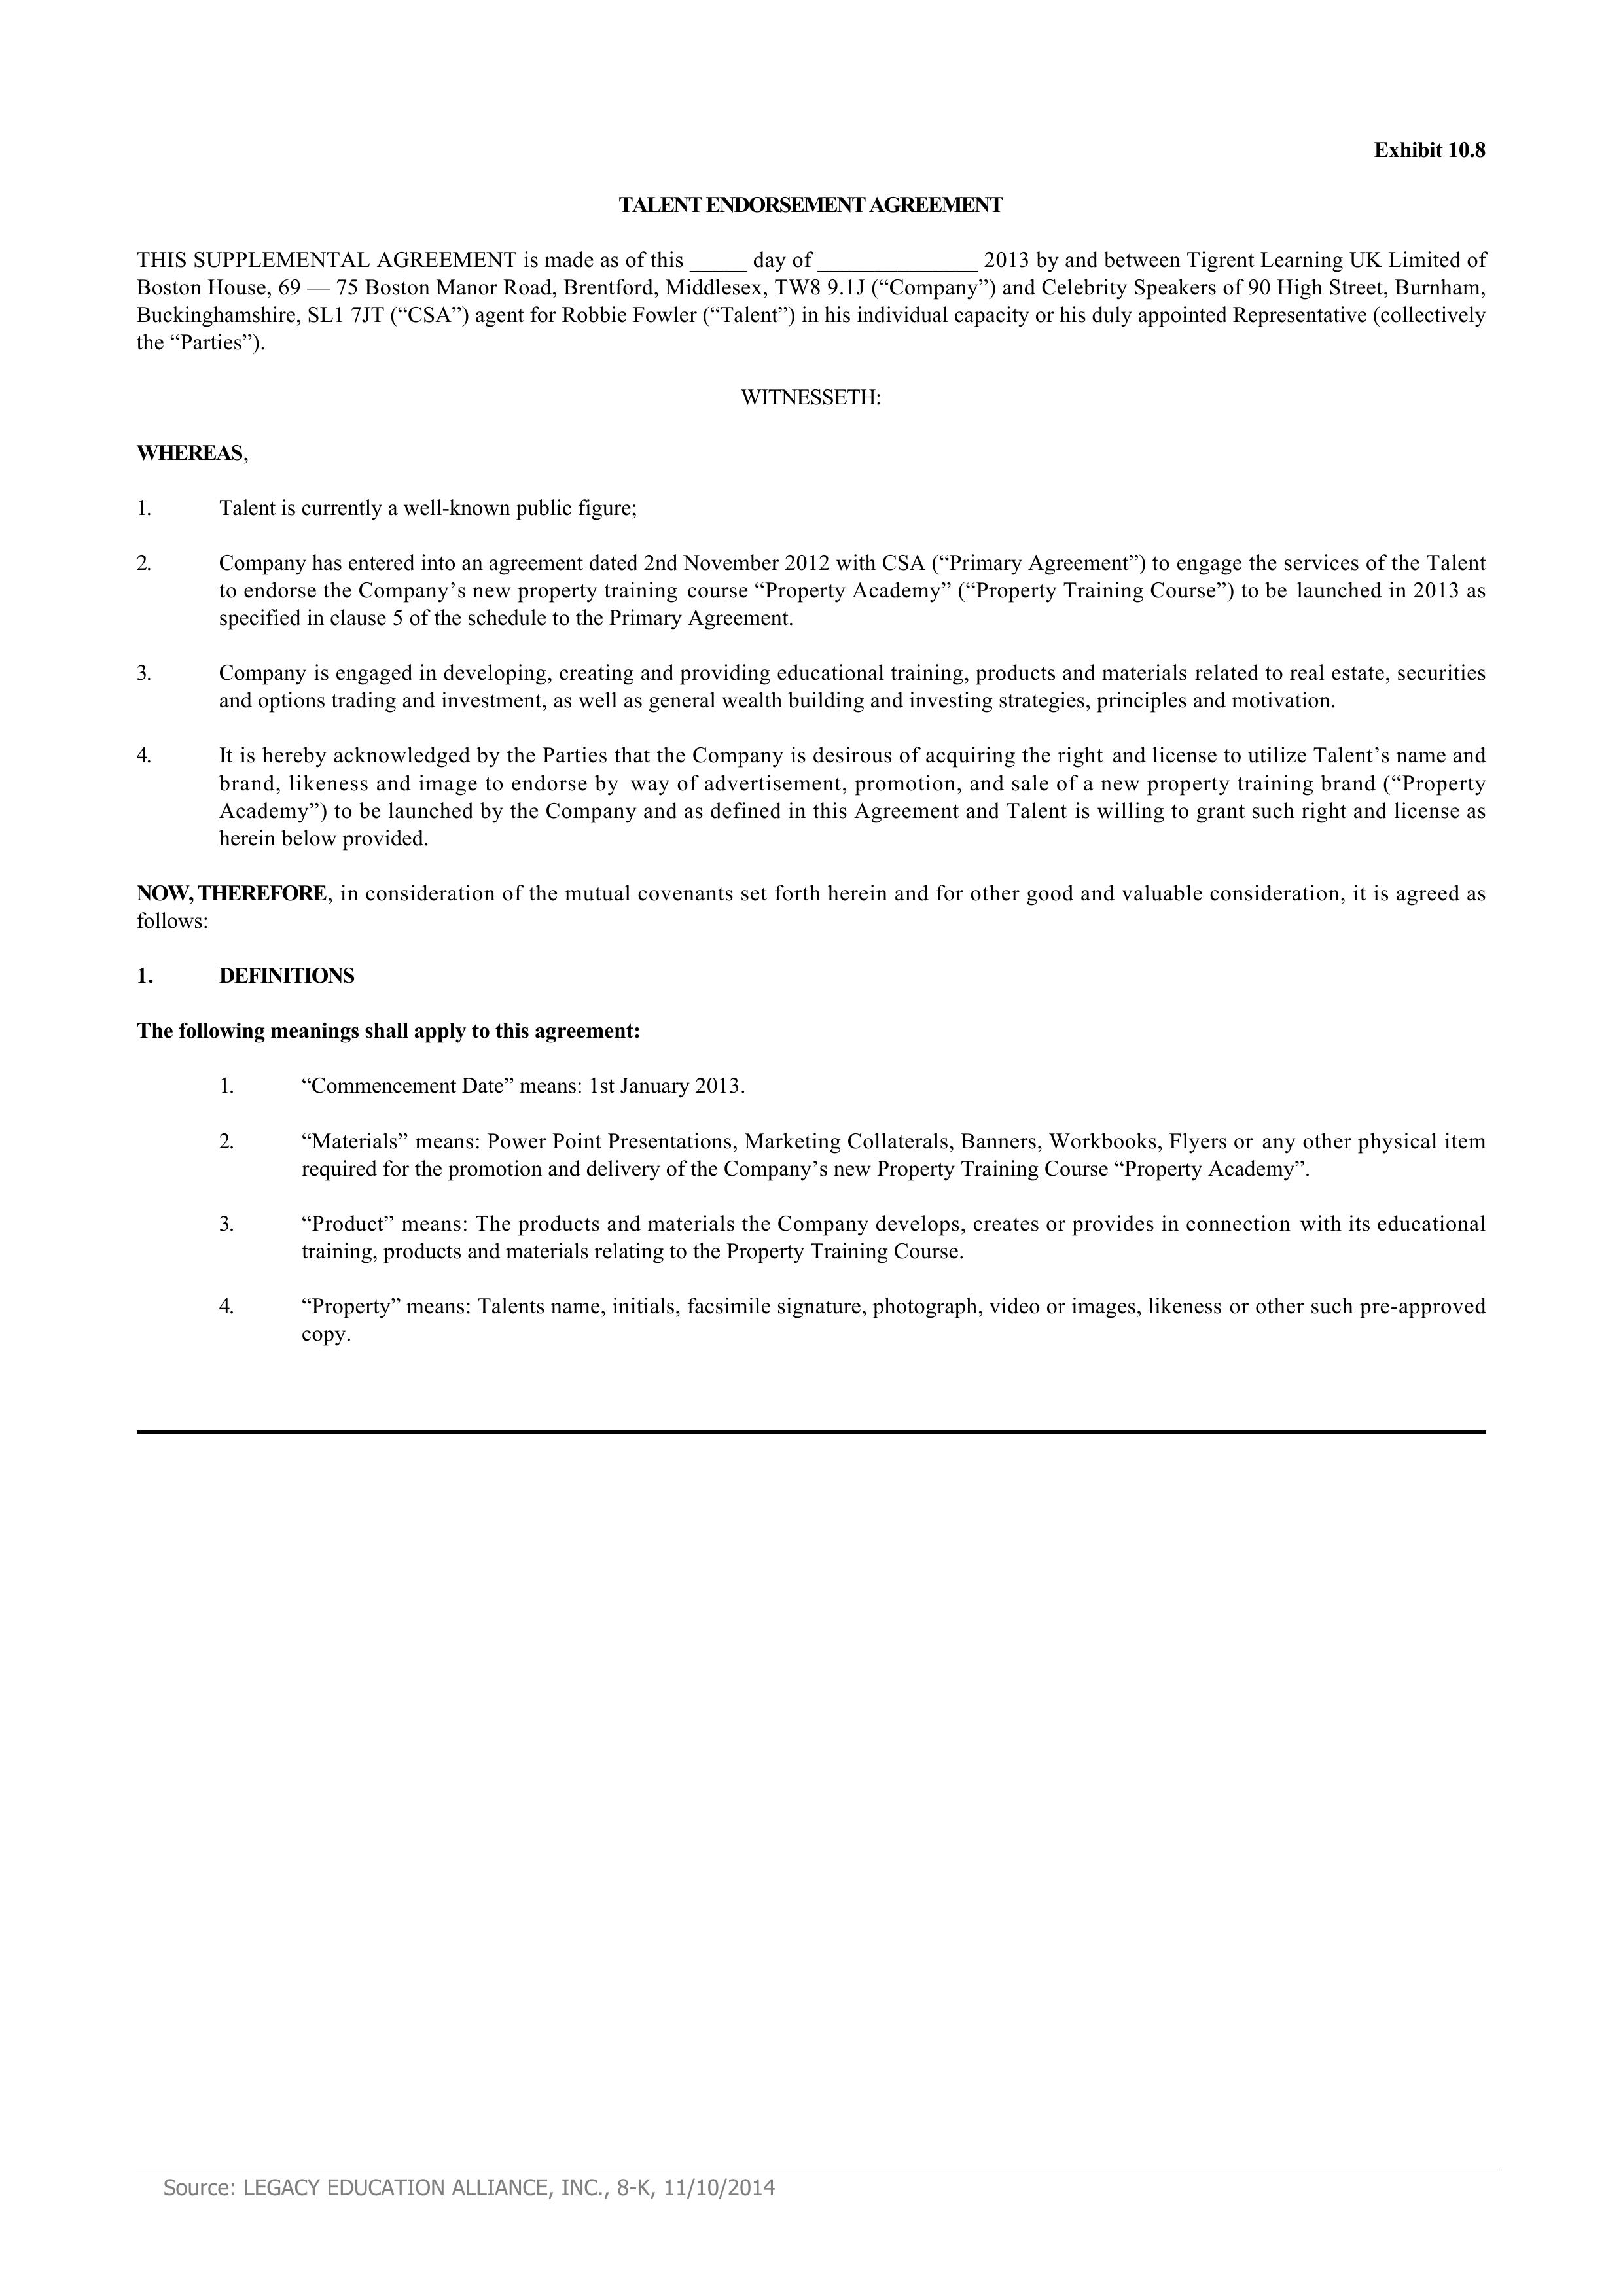 Exhibit 10.8
TALENT ENDORSEMENT AGREEMENT
THIS SUPPLEMENTAL AGREEMENT is made as of this _____ day of ______________ 2013 by and between Tigrent Learning UK Limited of
Boston House, 69 — 75 Boston Manor Road, Brentford, Middlesex, TW8 9.1J (“Company”) and Celebrity Speakers of 90 High Street, Burnham,
Buckinghamshire, SL1 7JT (“CSA”) agent for Robbie Fowler (“Talent”) in his individual capacity or his duly appointed Representative (collectively
the “Parties”).
WITNESSETH:
WHEREAS,
1. Talent is currently a well-known public figure;
2. Company has entered into an agreement dated 2nd November 2012 with CSA (“Primary Agreement”) to engage the services of the Talent
to endorse the Company’s new property training course “Property Academy” (“Property Training Course”) to be launched in 2013 as
specified in clause 5 of the schedule to the Primary Agreement.
3. Company is engaged in developing, creating and providing educational training, products and materials related to real estate, securities
and options trading and investment, as well as general wealth building and investing strategies, principles and motivation.
4. It is hereby acknowledged by the Parties that the Company is desirous of acquiring the right and license to utilize Talent’s name and
brand, likeness and image to endorse by way of advertisement, promotion, and sale of a new property training brand (“Property
Academy”) to be launched by the Company and as defined in this Agreement and Talent is willing to grant such right and license as
herein below provided.
NOW, THEREFORE, in consideration of the mutual covenants set forth herein and for other good and valuable consideration, it is agreed as
follows:
1. DEFINITIONS
The following meanings shall apply to this agreement:
1. “Commencement Date” means: 1st January 2013.
2. “Materials” means: Power Point Presentations, Marketing Collaterals, Banners, Workbooks, Flyers or any other physical item
required for the promotion and delivery of the Company’s new Property Training Course “Property Academy”.
3. “Product” means: The products and materials the Company develops, creates or provides in connection with its educational
training, products and materials relating to the Property Training Course.
4. “Property” means: Talents name, initials, facsimile signature, photograph, video or images, likeness or other such pre-approved
copy.
Source: LEGACY EDUCATION ALLIANCE, INC., 8-K, 11/10/2014